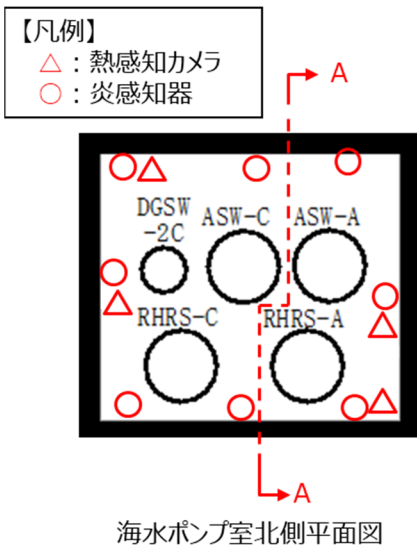 【凡例】
△：熱感知カメラ
○：炎感知器
A
DGSW
-2C
ASW-C
ASW-A
RHRS-C
RHRS-A
A
海水ポンプ室北側平面図